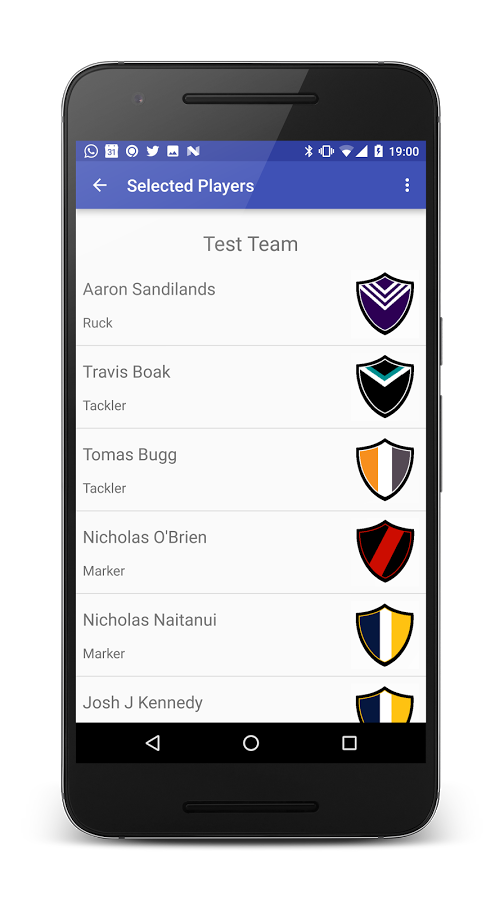 31
19:00
Selected Players
Test Team
Aaron Sandilands
Ruck
Travis Boak
Tackler
Tomas Bugg
Tackler
Nicholas O'Brien
Marker
Nicholas Naitanui
Marker
Josh J Kennedy